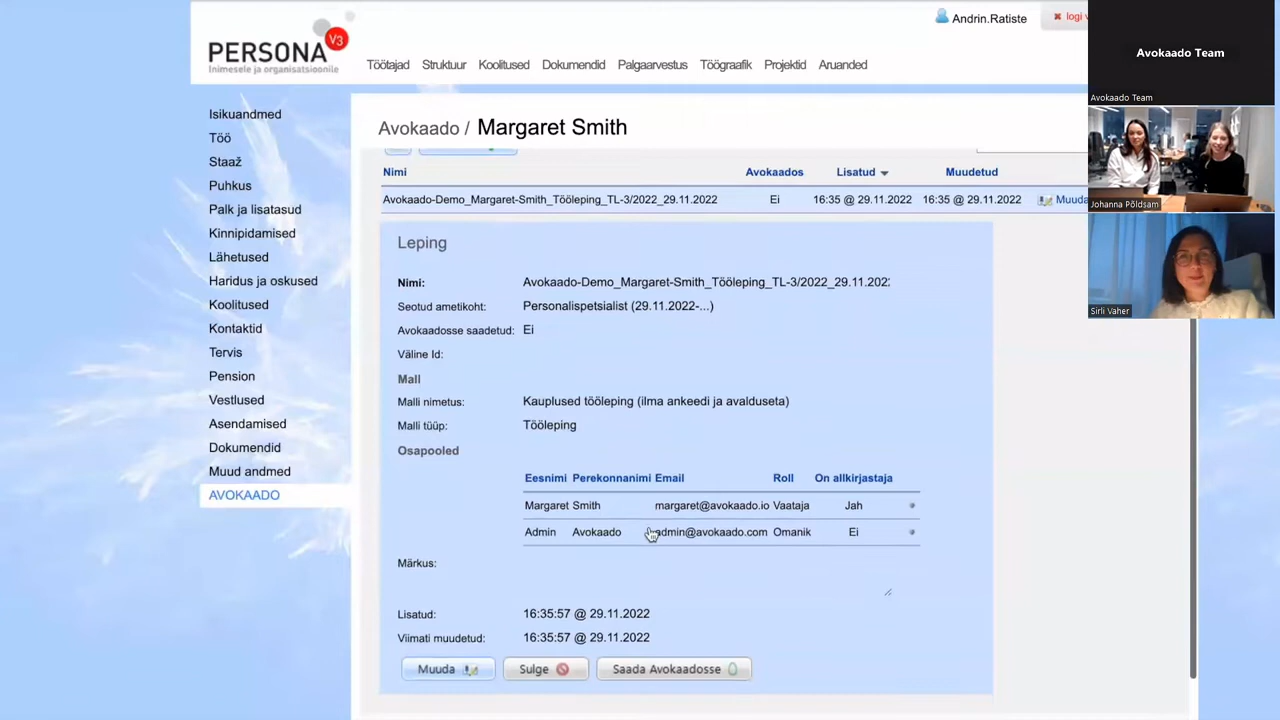 Andrin.Ratiste
logi v
PERSONA V3
Inimesele ja organisatsioonile
Töötajad Struktuur Koolitused Dokumendid Palgaarvestus Töögraafik Projektid Aruanded
Avokaado Team
Avokaado Team
Johanna Põldsam
Sirli Vaher
Isikuandmed
Töö
Staaž
Puhkus
Palk ja lisatasud
Kinnipidamised
Lähetused
Haridus ja oskused
Koolitused
Kontaktid
Tervis
Pension
Vestlused
Asendamised
Dokumendid
Muud andmed
AVOKAADO
Avokaado / Margaret Smith
Nimi Avokaados Lisatud Muudetud
Avokaado-Demo_Margaret-Smith_Tööleping_TL-3/2022_29.11.2022 Ei 16:35 @ 29.11.2022 16:35 @ 29.11.2022 Muuda
Leping
Nimi: Avokaado-Demo_Margaret-Smith_Tööleping_TL-3/2022_29.11.202
Seotud ametikoht: Personalispetsialist (29.11.2022-...)
Avokaadosse saadetud: Ei
Väline Id:
Mall
Malli nimetus: Kauplused tööleping (ilma ankeedi ja avalduseta)
Malli tüüp: Tööleping
Osapooled
Eesnimi Perekonnanimi Email Roll On allkirjastaja
Margaret Smith margaret@avokaado.io Vaataja Jah
Admin Avokaado admin@avokaado.com Omanik Ei
Märkus:
Lisatud: 16:35:57 @ 29.11.2022
Viimati muudetud: 16:35:57 @ 29.11.2022
Muuda Sulge Saada Avokaadosse